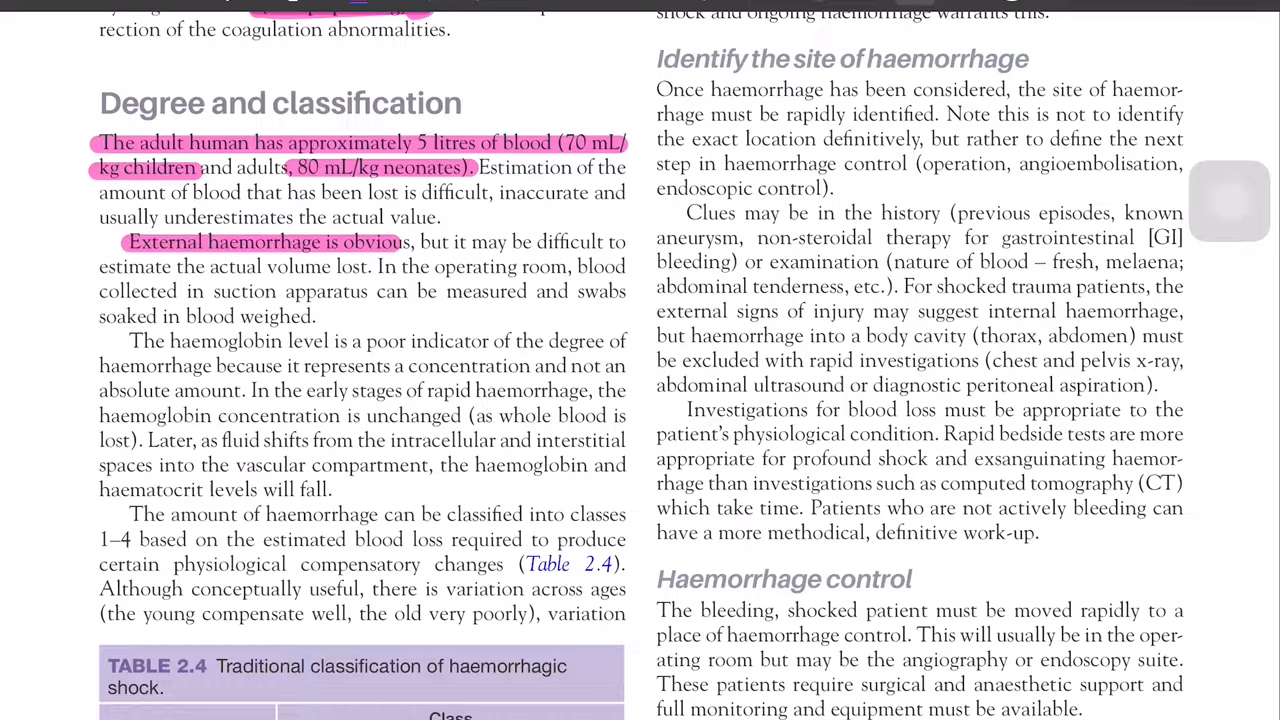 rection of the coagulation abnormalities.
Degree and classification
The adult human has approximately 5 litres of blood (70 mL/
kg children and adults, 80 mL/kg neonates). Estimation of the
amount of blood that has been lost is difficult, inaccurate and
usually underestimates the actual value.
External haemorrhage is obvious, but it may be difficult to
estimate the actual volume lost. In the operating room, blood
collected in suction apparatus can be measured and swabs
soaked in blood weighed.
The haemoglobin level is a poor indicator of the degree of
haemorrhage because it represents a concentration and not an
absolute amount. In the early stages of rapid haemorrhage, the
haemoglobin concentration is unchanged (as whole blood is
lost). Later, as fluid shifts from the intracellular and interstitial
spaces into the vascular compartment, the haemoglobin and
haematocrit levels will fall.
The amount of haemorrhage can be classified into classes
1–4 based on the estimated blood loss required to produce
certain physiological compensatory changes (Table 2.4).
Although conceptually useful, there is variation across ages
(the young compensate well, the old very poorly), variation
TABLE 2.4 Traditional classification of haemorrhagic
shock.
Class
shock and ongoing haemorrhage warrants this.
Identify the site of haemorrhage
Once haemorrhage has been considered, the site of haemor-
rhage must be rapidly identified. Note this is not to identify
the exact location definitively, but rather to define the next
step in haemorrhage control (operation, angioembolisation,
endoscopic control).
Clues may be in the history (previous episodes, known
aneurysm, non-steroidal therapy for gastrointestinal [GI]
bleeding) or examination (nature of blood – fresh, melaena;
abdominal tenderness, etc.). For shocked trauma patients, the
external signs of injury may suggest internal haemorrhage,
but haemorrhage into a body cavity (thorax, abdomen) must
be excluded with rapid investigations (chest and pelvis x-ray,
abdominal ultrasound or diagnostic peritoneal aspiration).
Investigations for blood loss must be appropriate to the
patient's physiological condition. Rapid bedside tests are more
appropriate for profound shock and exsanguinating haemor-
rhage than investigations such as computed tomography (CT)
which take time. Patients who are not actively bleeding can
have a more methodical, definitive work-up.
Haemorrhage control
The bleeding, shocked patient must be moved rapidly to a
place of haemorrhage control. This will usually be in the oper-
ating room but may be the angiography or endoscopy suite.
These patients require surgical and anaesthetic support and
full monitoring and equipment must be available.